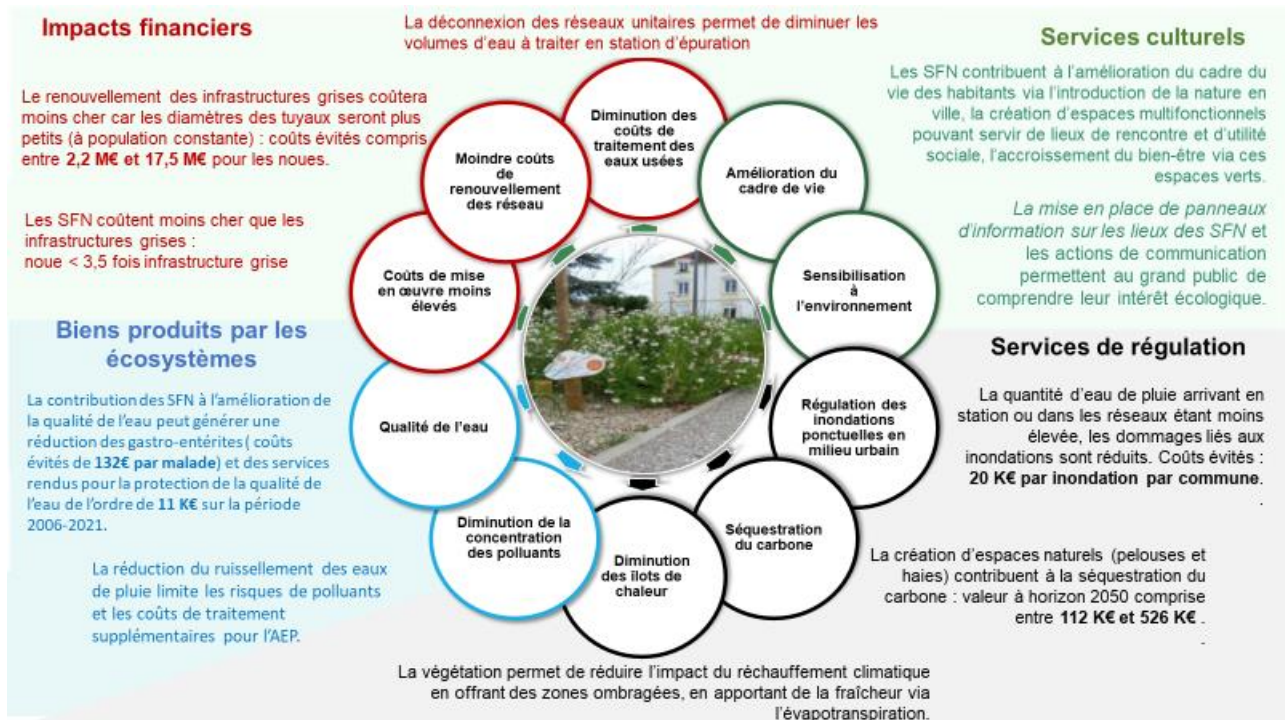 Impacts financiers
La déconnexion des réseaux unitaires permet de diminuer les
volumes d'eau à traiter en station d'épuration
Services culturels
Le renouvellement des infrastructures grises coûtera
moins cher car les diamètres des tuyaux seront plus
petits (à population constante) : coûts évités compris
entre 2,2 M€ et 17,5 M€ pour les noues.
Les SFN coûtent moins cher que les
infrastructures grises :
noue < 3,5 fois infrastructure grise
Les SFN contribuent à l'amélioration du cadre du
vie des habitants via l'introduction de la nature en
ville, la création d'espaces multifonctionnels
pouvant servir de lieux de rencontre et d'utilité
sociale, l'accroissement du bien-être via ces
espaces verts.
La mise en place de panneaux
d'information sur les lieux des SFN et
les actions de communication
permettent au grand public de
comprendre leur intérêt écologique.
Diminution des
coûts de
traitement des
eaux usées
Amélioration du
cadre de vie
Sensibilisation
à
l'environnement
Régulation des
inondations
ponctuelles en
milieu urbain
Séquestration
du carbone
Diminution
des îlots de
chaleur
Diminution de la
concentration
des polluants
Qualité de l'eau
Coûts de mise
en œuvre moins
élevés
Moindre coûts
de
renouvellement
des réseau
Biens produits par les
écosystèmes
La contribution des SFN à l'amélioration de
la qualité de l'eau peut générer une
réduction des gastro-entérites ( coûts
évités de 132€ par malade) et des services
rendus pour la protection de la qualité de
l'eau de l'ordre de 11 K€ sur la période
2006-2021.
La réduction du ruissellement des eaux
de pluie limite les risques de polluants
et les coûts de traitement
supplémentaires pour l'AEP.
Services de régulation
La quantité d'eau de pluie arrivant en
station ou dans les réseaux étant moins
élevée, les dommages liés aux
inondations sont réduits. Coûts évités :
20 K€ par inondation par commune.
.
La création d'espaces naturels (pelouses et
haies) contribuent à la séquestration du
carbone : valeur à horizon 2050 comprise
entre 112 K€ et 526 K€ .
.
La végétation permet de réduire l'impact du réchauffement climatique
en offrant des zones ombragées, en apportant de la fraîcheur via
l'évapotranspiration.